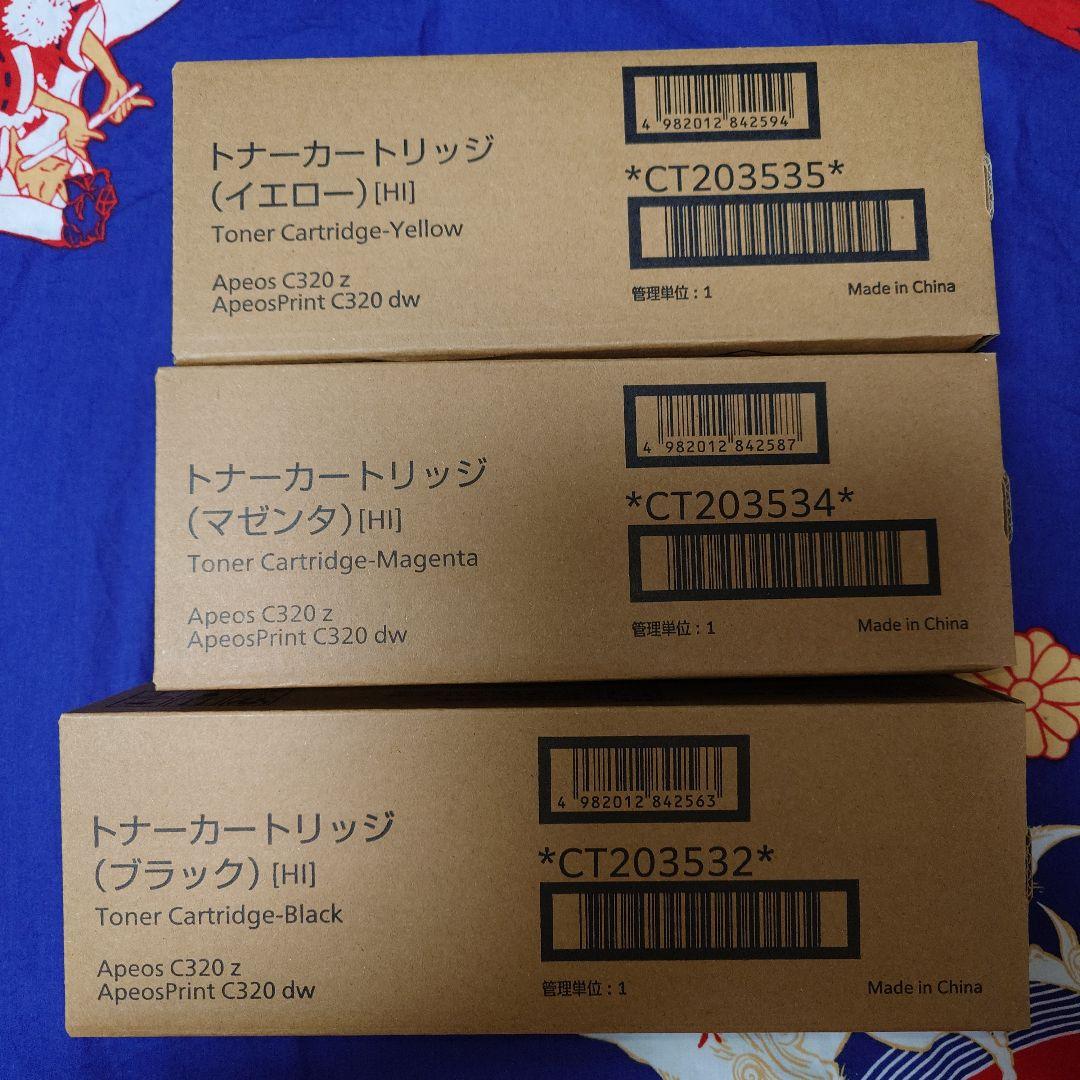 トナーカートリッジ
(イエロー) [HI]
Toner Cartridge-Yellow
Apeos C320 z
ApeosPrint C320 dw
4 982012 842594
*CT203535*
管理単位：1
Made in China
トナーカートリッジ
(マゼンタ) [HI]
Toner Cartridge-Magenta
Apeos C320 z
ApeosPrint C320 dw
4 982012 842587
*CT203534*
管理単位：1
Made in China
トナーカートリッジ
(ブラック) [HI]
Toner Cartridge-Black
Apeos C320 z
ApeosPrint C320 dw
4 982012 842563
*CT203532*
管理単位：1
Made in China